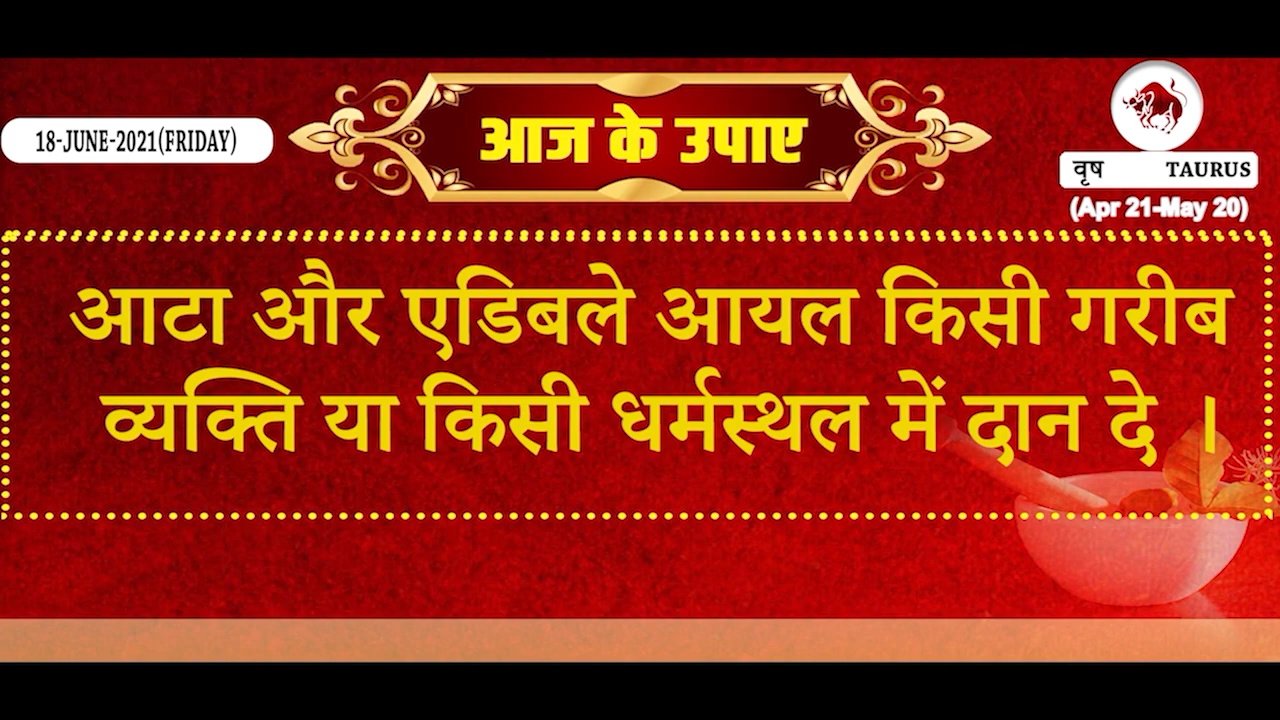 18-JUNE-2021(FRIDAY)
आज के उपाए
वृष TAURUS
(Apr 21-May 20)
आटा और एडिबले आयल किसी गरीब
व्यक्ति या किसी धर्मस्थल में दान दे ।